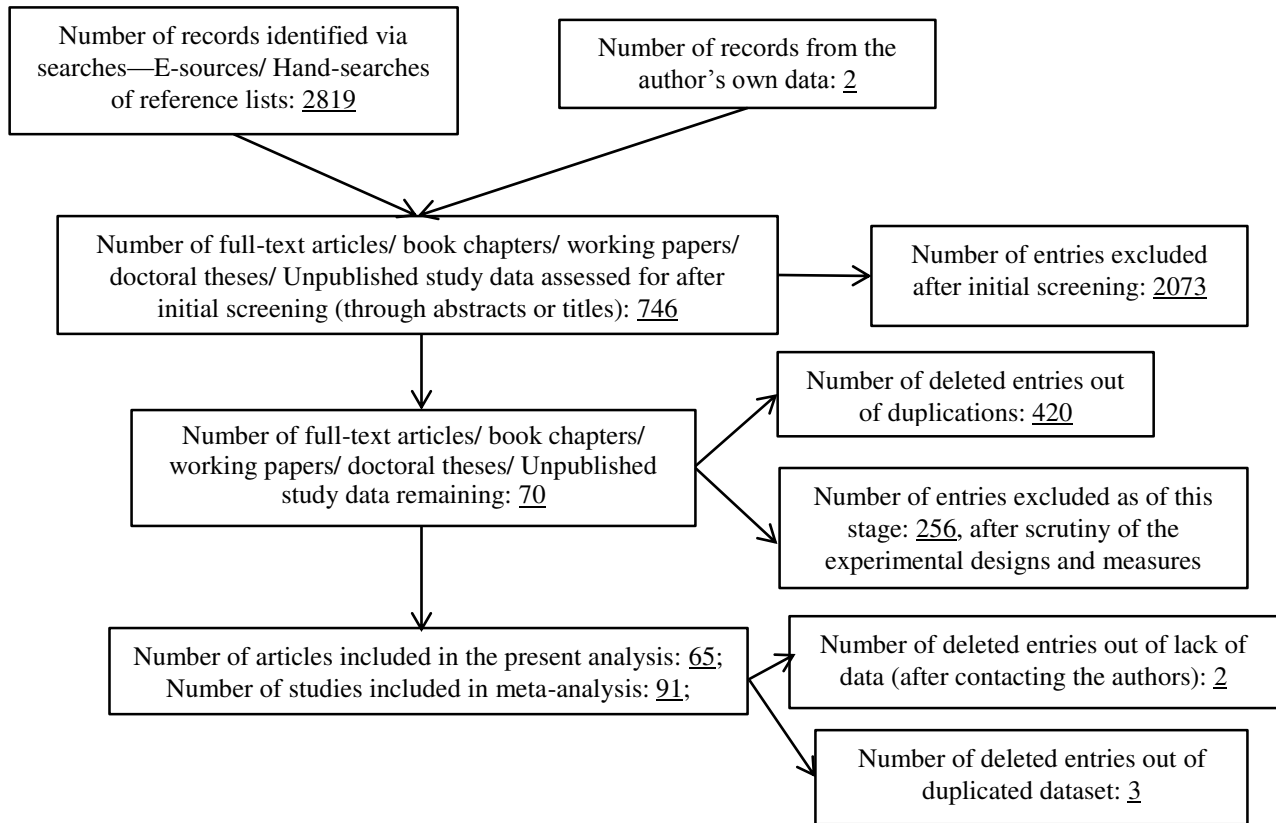 Number of records identified via
searches—E-sources/ Hand-searches
of reference lists: 2819
Number of records from the
author's own data: 2
Number of full-text articles/ book chapters/ working papers/
doctoral theses/ Unpublished study data assessed for after
initial screening (through abstracts or titles): 746
Number of entries excluded
after initial screening: 2073
Number of deleted entries out
of duplications: 420
Number of full-text articles/ book chapters/
working papers/ doctoral theses/ Unpublished
study data remaining: 70
Number of entries excluded as of this
stage: 256, after scrutiny of the
experimental designs and measures
Number of articles included in the present analysis: 65;
Number of studies included in meta-analysis: 91;
Number of deleted entries out of lack of
data (after contacting the authors): 2
Number of deleted entries out of
duplicated dataset: 3